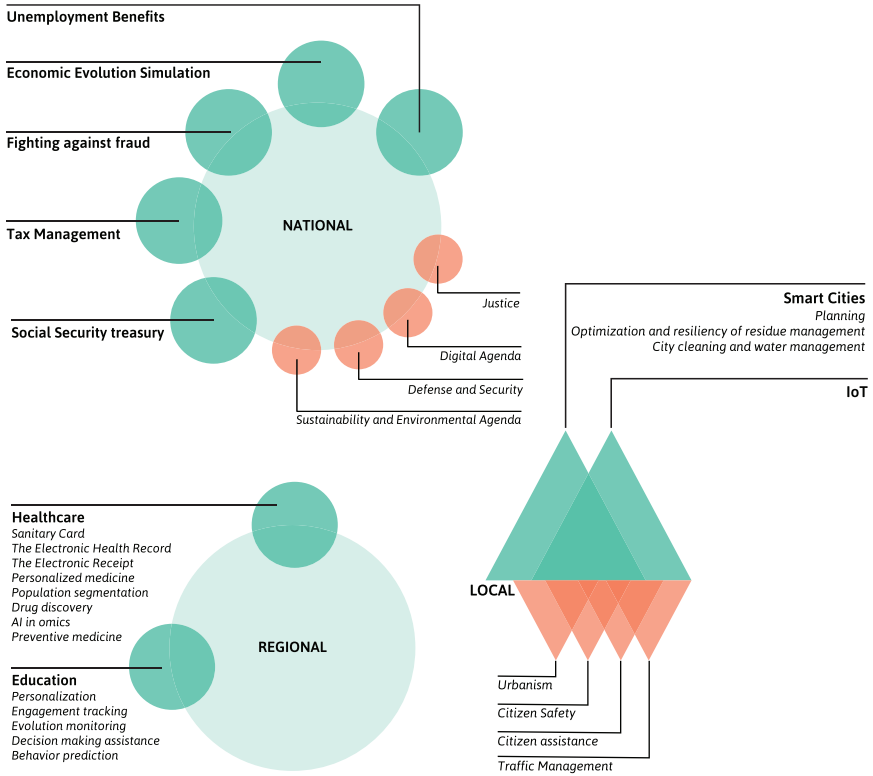 Unemployment Benefits
Economic Evolution Simulation
Fighting against fraud
Tax Management
Social Security treasury
NATIONAL
Justice
Digital Agenda
Defense and Security
Sustainability and Environmental Agenda
Smart Cities
Planning
Optimization and resiliency of residue management
City cleaning and water management
IoT
LOCAL
Urbanism
Citizen Safety
Citizen assistance
Traffic Management
Healthcare
Sanitary Card
The Electronic Health Record
The Electronic Receipt
Personalized medicine
Population segmentation
Drug discovery
AI in omics
Preventive medicine
REGIONAL
Education
Personalization
Engagement tracking
Evolution monitoring
Decision making assistance
Behavior prediction